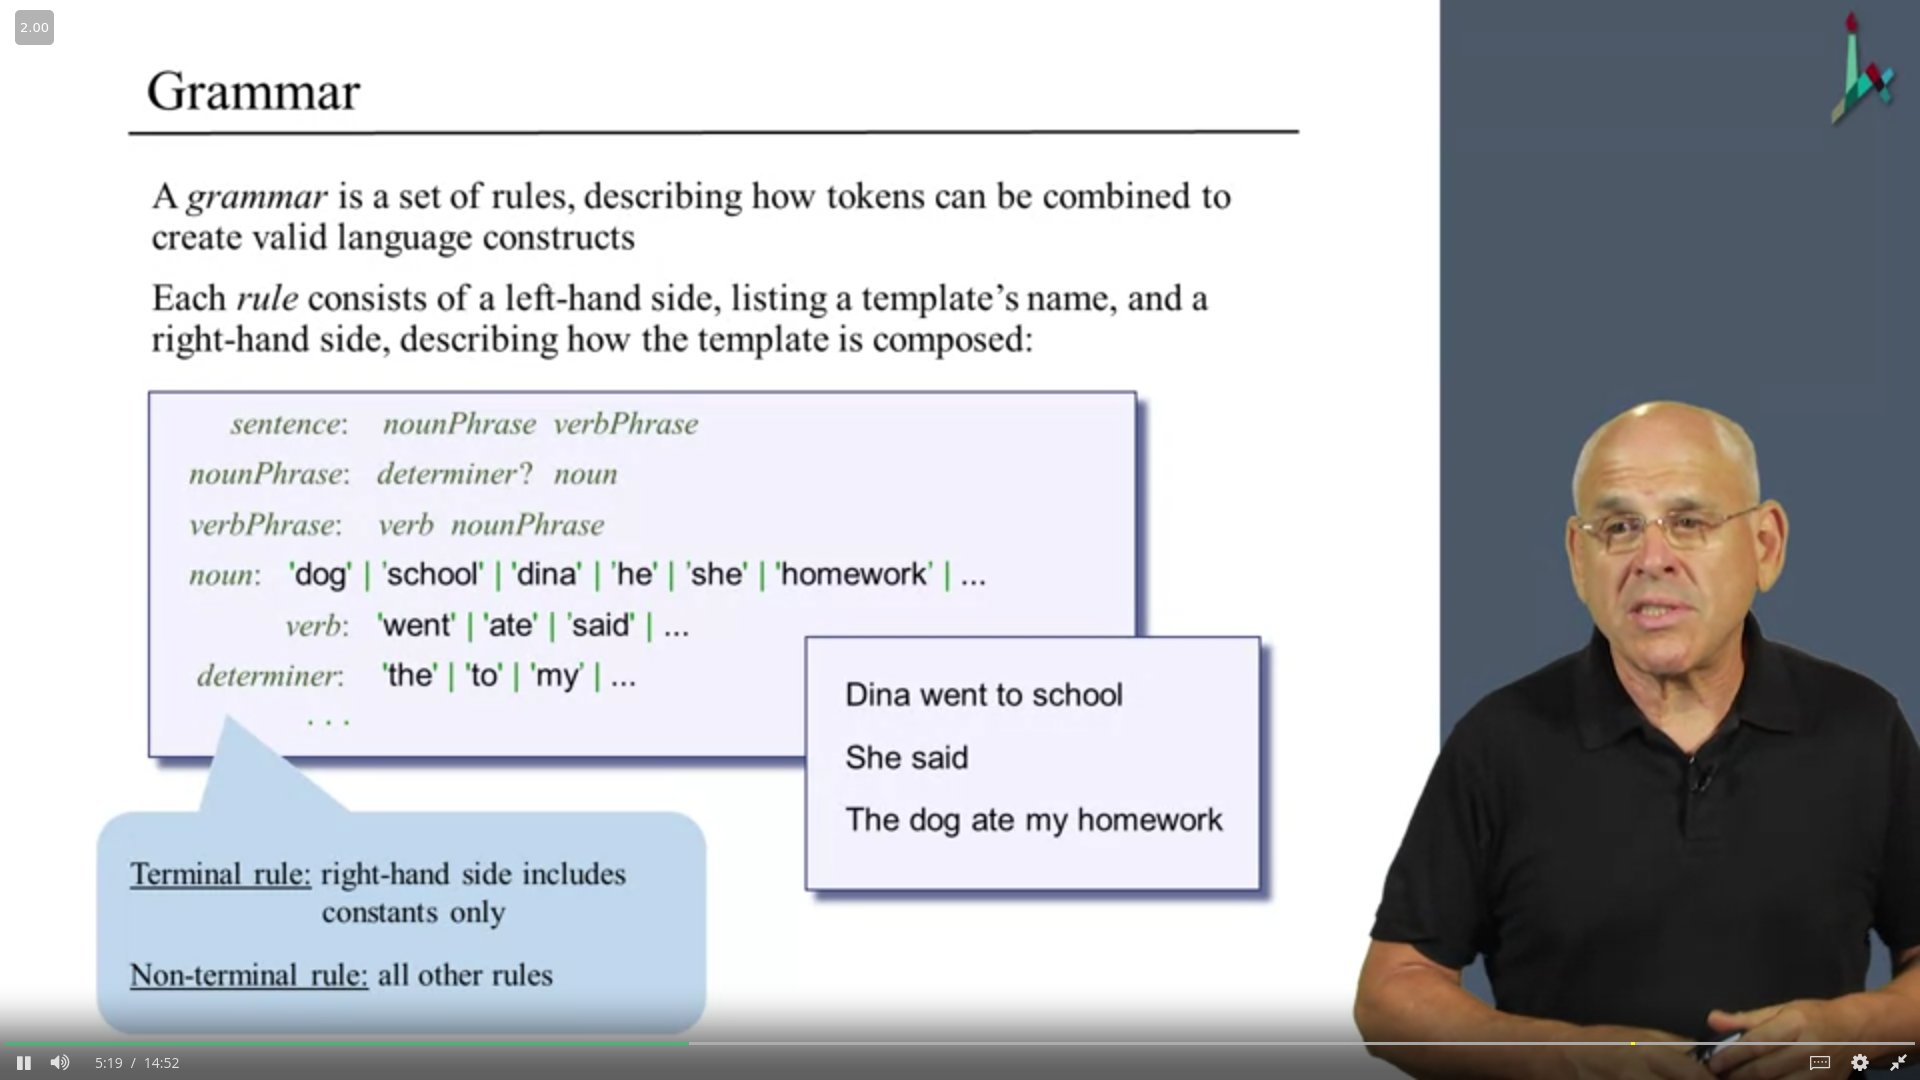 2.00
Grammar
A grammar is a set of rules, describing how tokens can be combined to
create valid language constructs
Each rule consists of a left-hand side, listing a template's name, and a
right-hand side, describing how the template is composed:
sentence: nounPhrase verbPhrase
nounPhrase: determiner? noun
verbPhrase: verb nounPhrase
noun: 'dog' | 'school' | 'dina' | 'he' | 'she' | 'homework' | ...
verb: 'went' | 'ate' | 'said' | ...
determiner: 'the' | 'to' | 'my' | ...
. . .
Dina went to school
She said
The dog ate my homework
Terminal rule: right-hand side includes
constants only
Non-terminal rule: all other rules
5:19 / 14:52